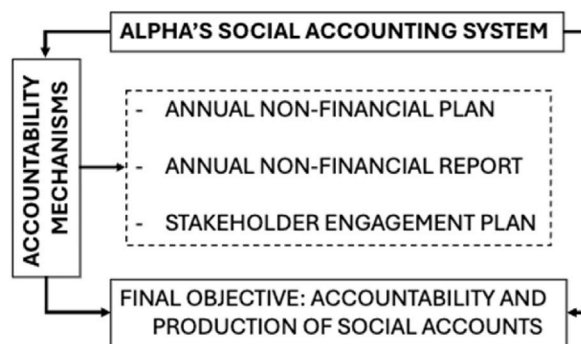 ALPHA'S SOCIAL ACCOUNTING SYSTEM
ACCOUNTABILITY
MECHANISMS
- ANNUAL NON-FINANCIAL PLAN
- ANNUAL NON-FINANCIAL REPORT
- STAKEHOLDER ENGAGEMENT PLAN
FINAL OBJECTIVE: ACCOUNTABILITY AND
PRODUCTION OF SOCIAL ACCOUNTS